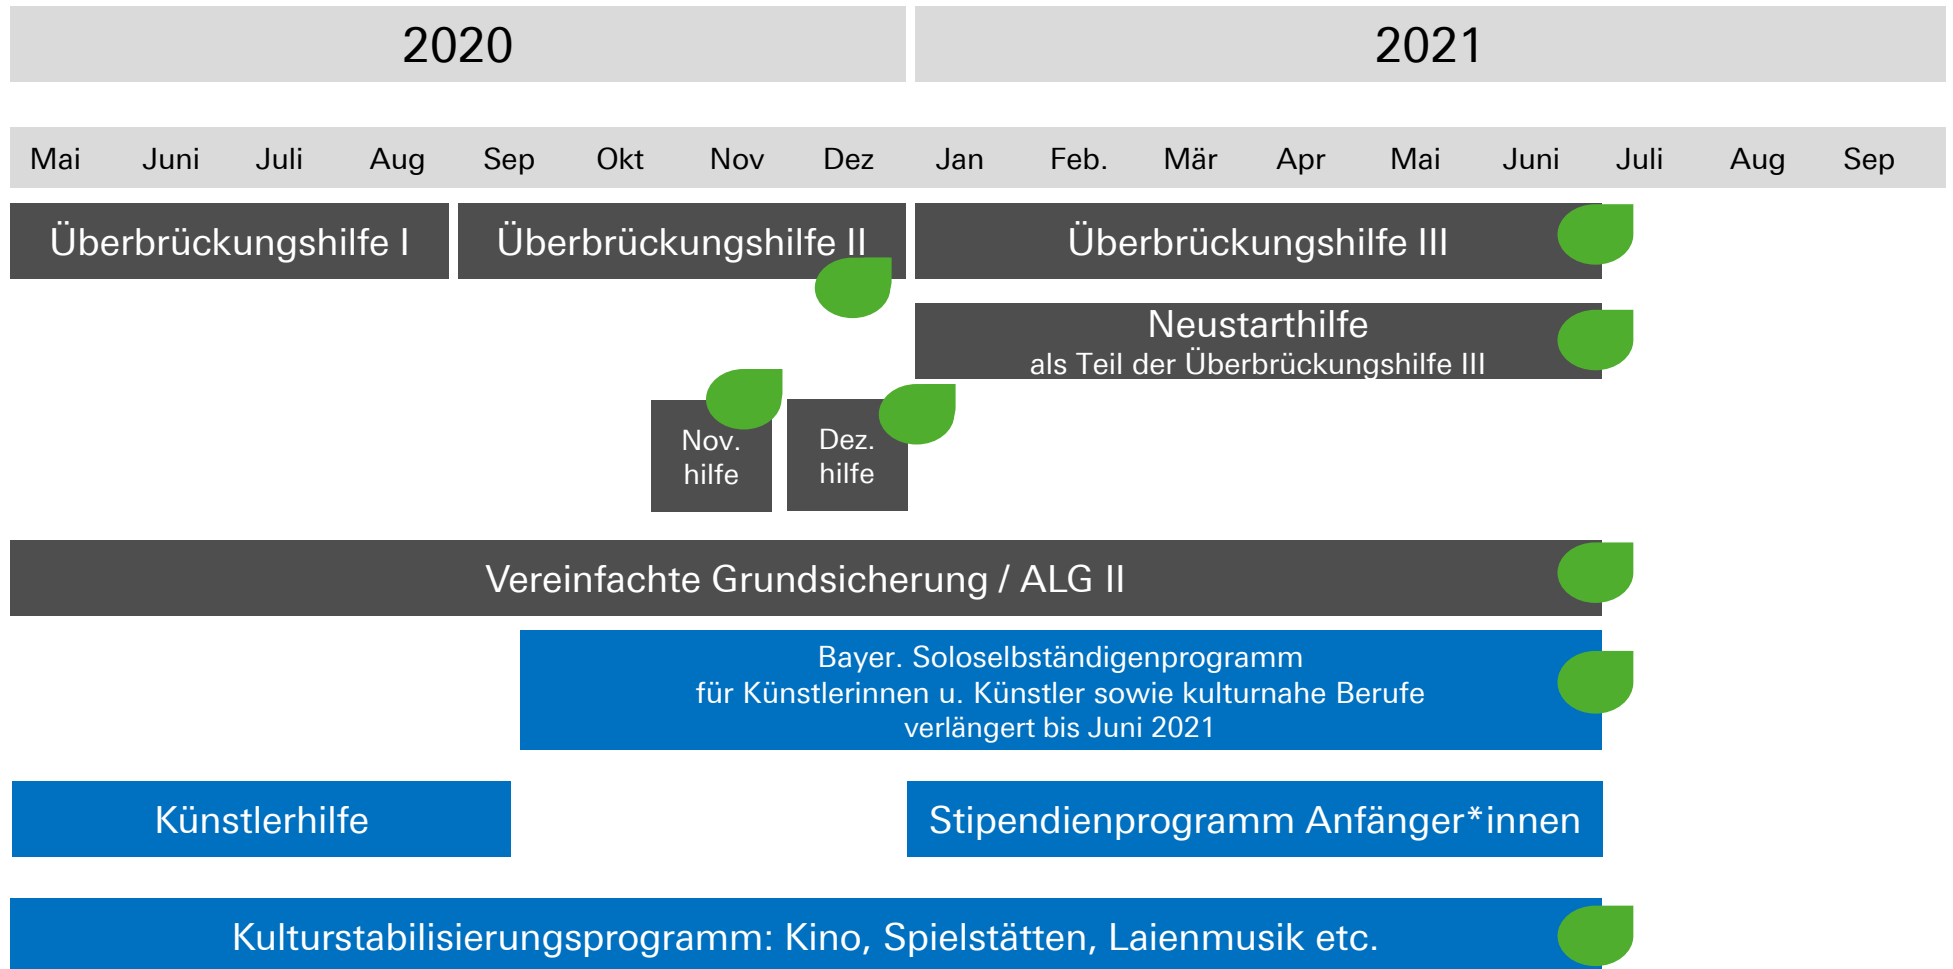 2020
2021
Mai Juni Juli Aug Sep Okt Nov Dez Jan Feb. Mär Apr Mai Juni Juli Aug Sep
Überbrückungshilfe I
Überbrückungshilfe II
Überbrückungshilfe III
Neustarthilfe
als Teil der Überbrückungshilfe III
Nov.
hilfe
Dez.
hilfe
Vereinfachte Grundsicherung / ALG II
Bayer. Soloselbständigenprogramm
für Künstlerinnen u. Künstler sowie kulturnahe Berufe
verlängert bis Juni 2021
Künstlerhilfe
Stipendienprogramm Anfänger*innen
Kulturstabilisierungsprogramm: Kino, Spielstätten, Laienmusik etc.